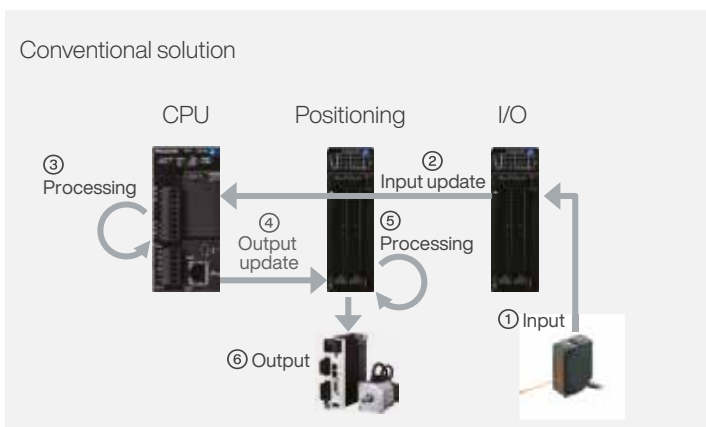 Conventional solution
CPU
Positioning
I/O
③
Processing
②
Input update
④
Output
update
⑤
Processing
① Input
⑥ Output